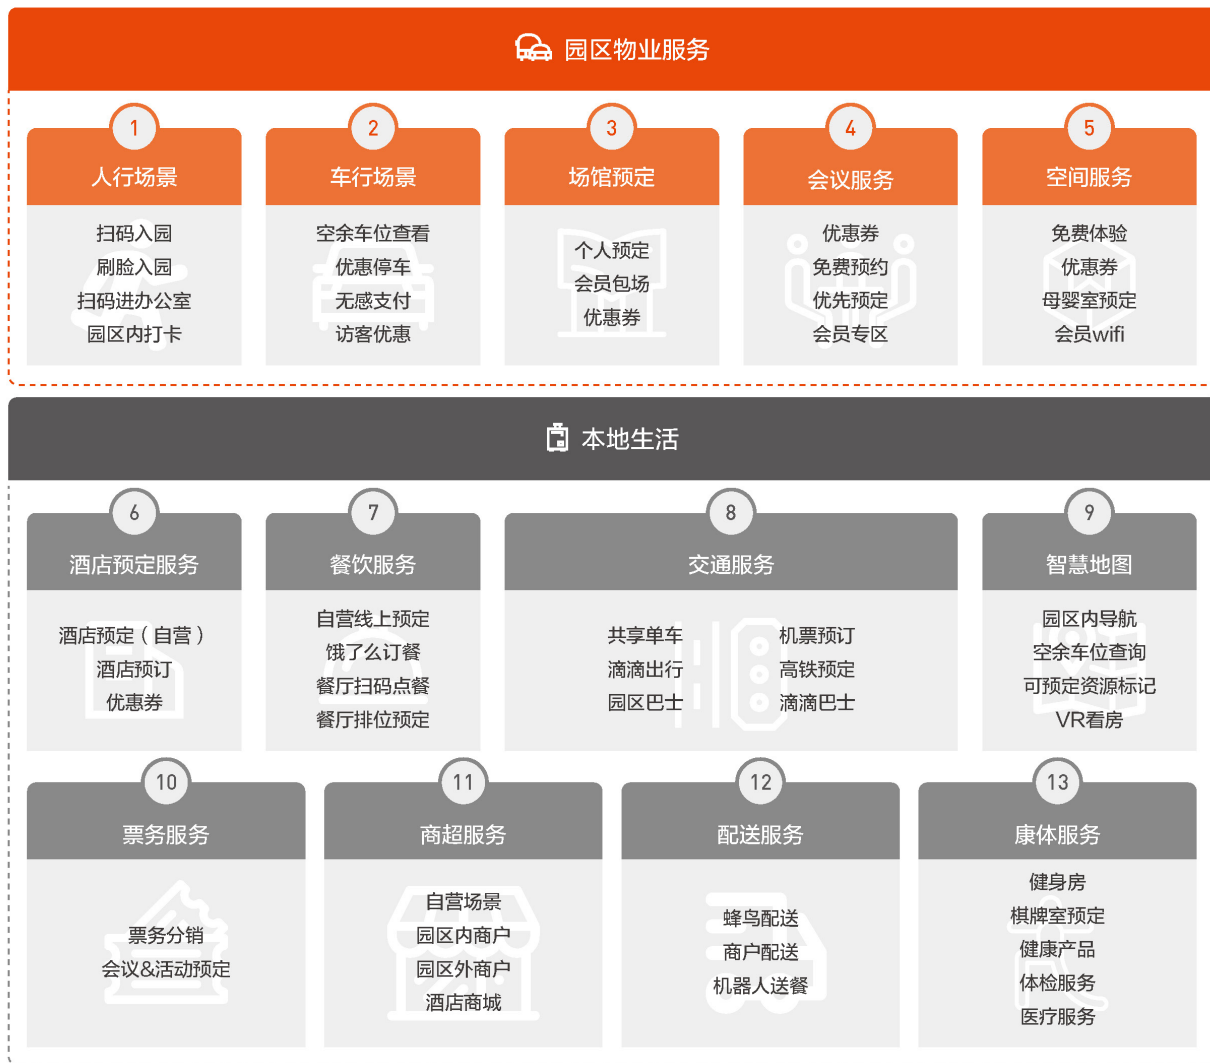 园区物业服务
1
人行场景
扫码入园
刷脸入园
扫码进办公室
园区内打卡
2
车行场景
空余车位查看
优惠停车
无感支付
访客优惠
3
场馆预定
个人预定
会员包场
优惠券
4
会议服务
优惠券
免费预约
优先预定
会员专区
5
空间服务
免费体验
优惠券
母婴室预定
会员wifi
本地生活
6
酒店预定服务
酒店预定（自营）
酒店预订
优惠券
7
餐饮服务
自营线上预定
饿了么订餐
餐厅扫码点餐
餐厅排位预定
8
交通服务
共享单车
滴滴出行
园区巴士
机票预订
高铁预定
滴滴巴士
9
智慧地图
园区内导航
空余车位查询
可预定资源标记
VR看房
10
票务服务
票务分销
会议&活动预定
11
商超服务
自营场景
园区内商户
园区外商户
酒店商城
12
配送服务
蜂鸟配送
商户配送
机器人送餐
13
康体服务
健身房
棋牌室预定
健康产品
体检服务
医疗服务